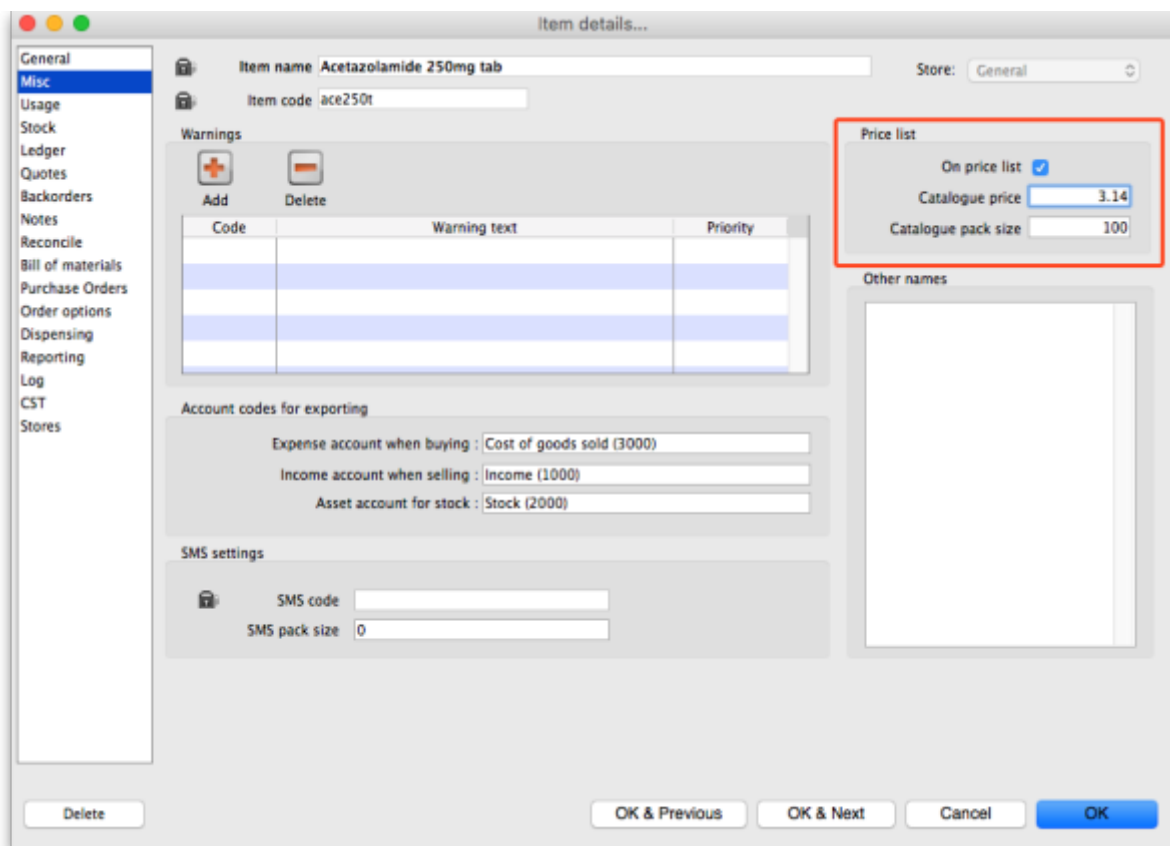 Item details...
General
Misc
Usage
Stock
Ledger
Quotes
Backorders
Notes
Reconcile
Bill of materials
Purchase Orders
Order options
Dispensing
Reporting
Log
CST
Stores
Item name Acetazolamide 250mg tab
Store: General
Item code ace250t
Warnings
Add Delete
Code Warning text Priority
Price list
On price list
Catalogue price 3.14
Catalogue pack size 100
Other names
Account codes for exporting
Expense account when buying : Cost of goods sold (3000)
Income account when selling : Income (1000)
Asset account for stock : Stock (2000)
SMS settings
SMS code
SMS pack size 0
Delete OK & Previous OK & Next Cancel OK